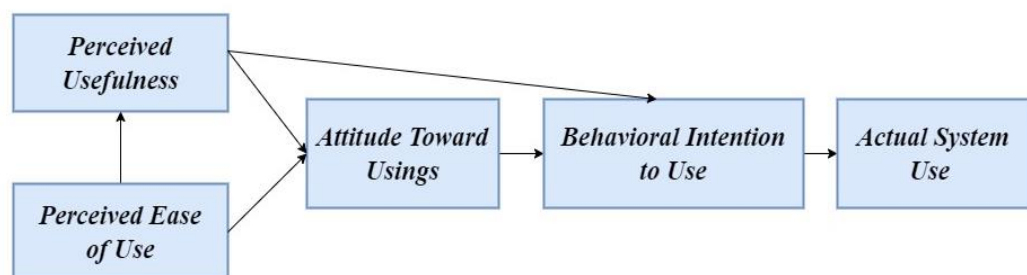 Perceived
Usefulness
Perceived Ease
of Use
Attitude Toward
Usings
Behavioral Intention
to Use
Actual System
Use